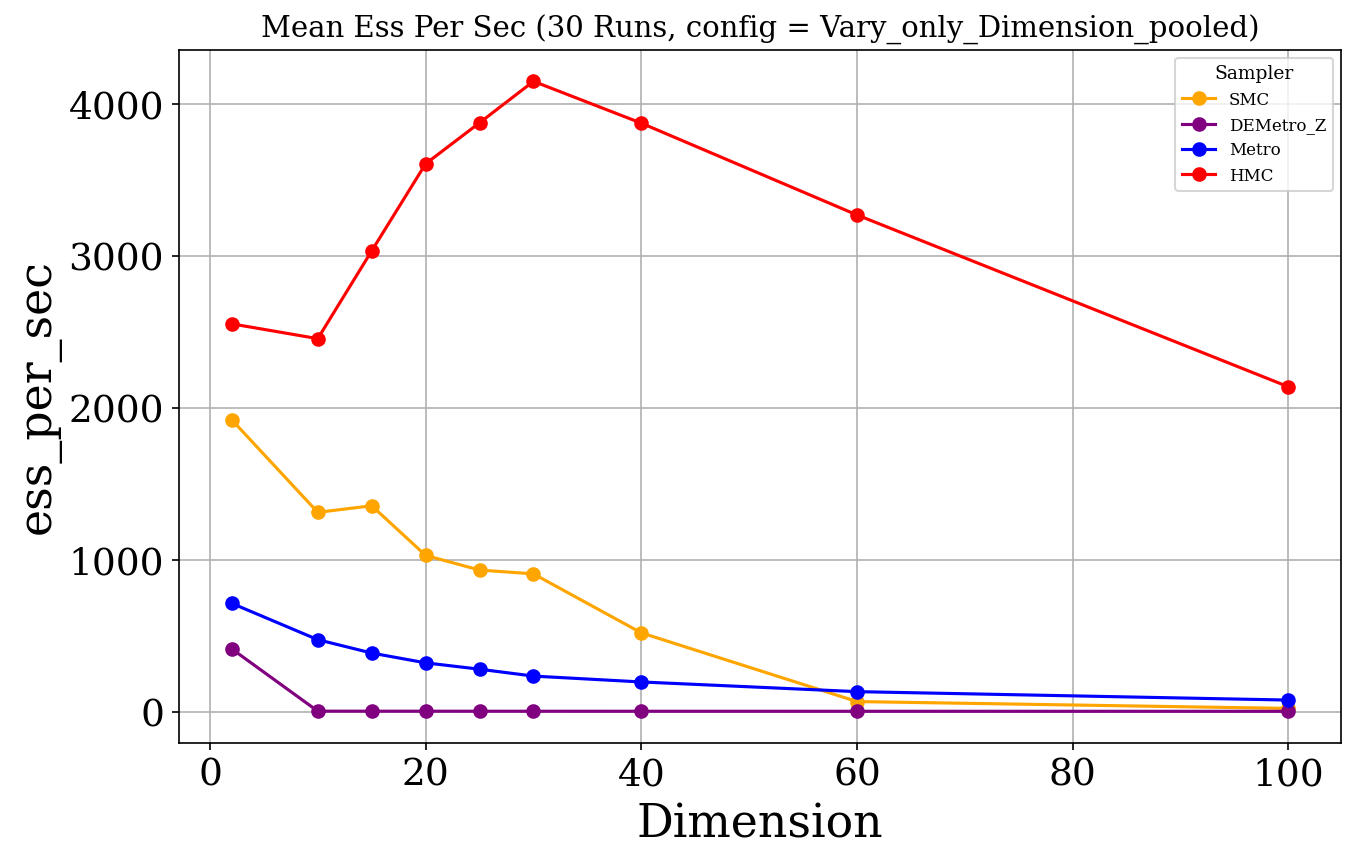 Mean Ess Per Sec (30 Runs, config = Vary_only_Dimension_pooled)
Sampler
SMC
DEMetro_Z
Metro
HMC
ess_per_sec
4000
3000
2000
1000
0
0 20 40 60 80 100
Dimension